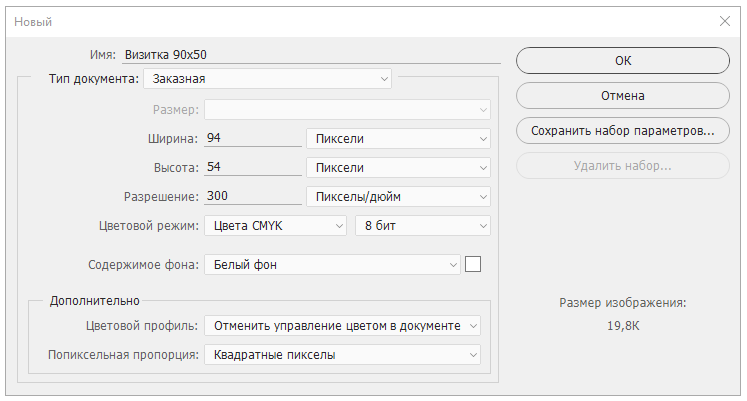 Новый
Имя: Визитка 90x50
Тип документа: Заказная
Размер:
Ширина: 94 Пиксели
Высота: 54 Пиксели
Разрешение: 300 Пикселы/дюйм
Цветовой режим: Цвета CMYK 8 бит
Содержимое фона: Белый фон
Дополнительно
Цветовой профиль: Отменить управление цветом в документе
Попиксельная пропорция: Квадратные пикселы
ОК
Отмена
Сохранить набор параметров...
Удалить набор...
Размер изображения:
19,8K